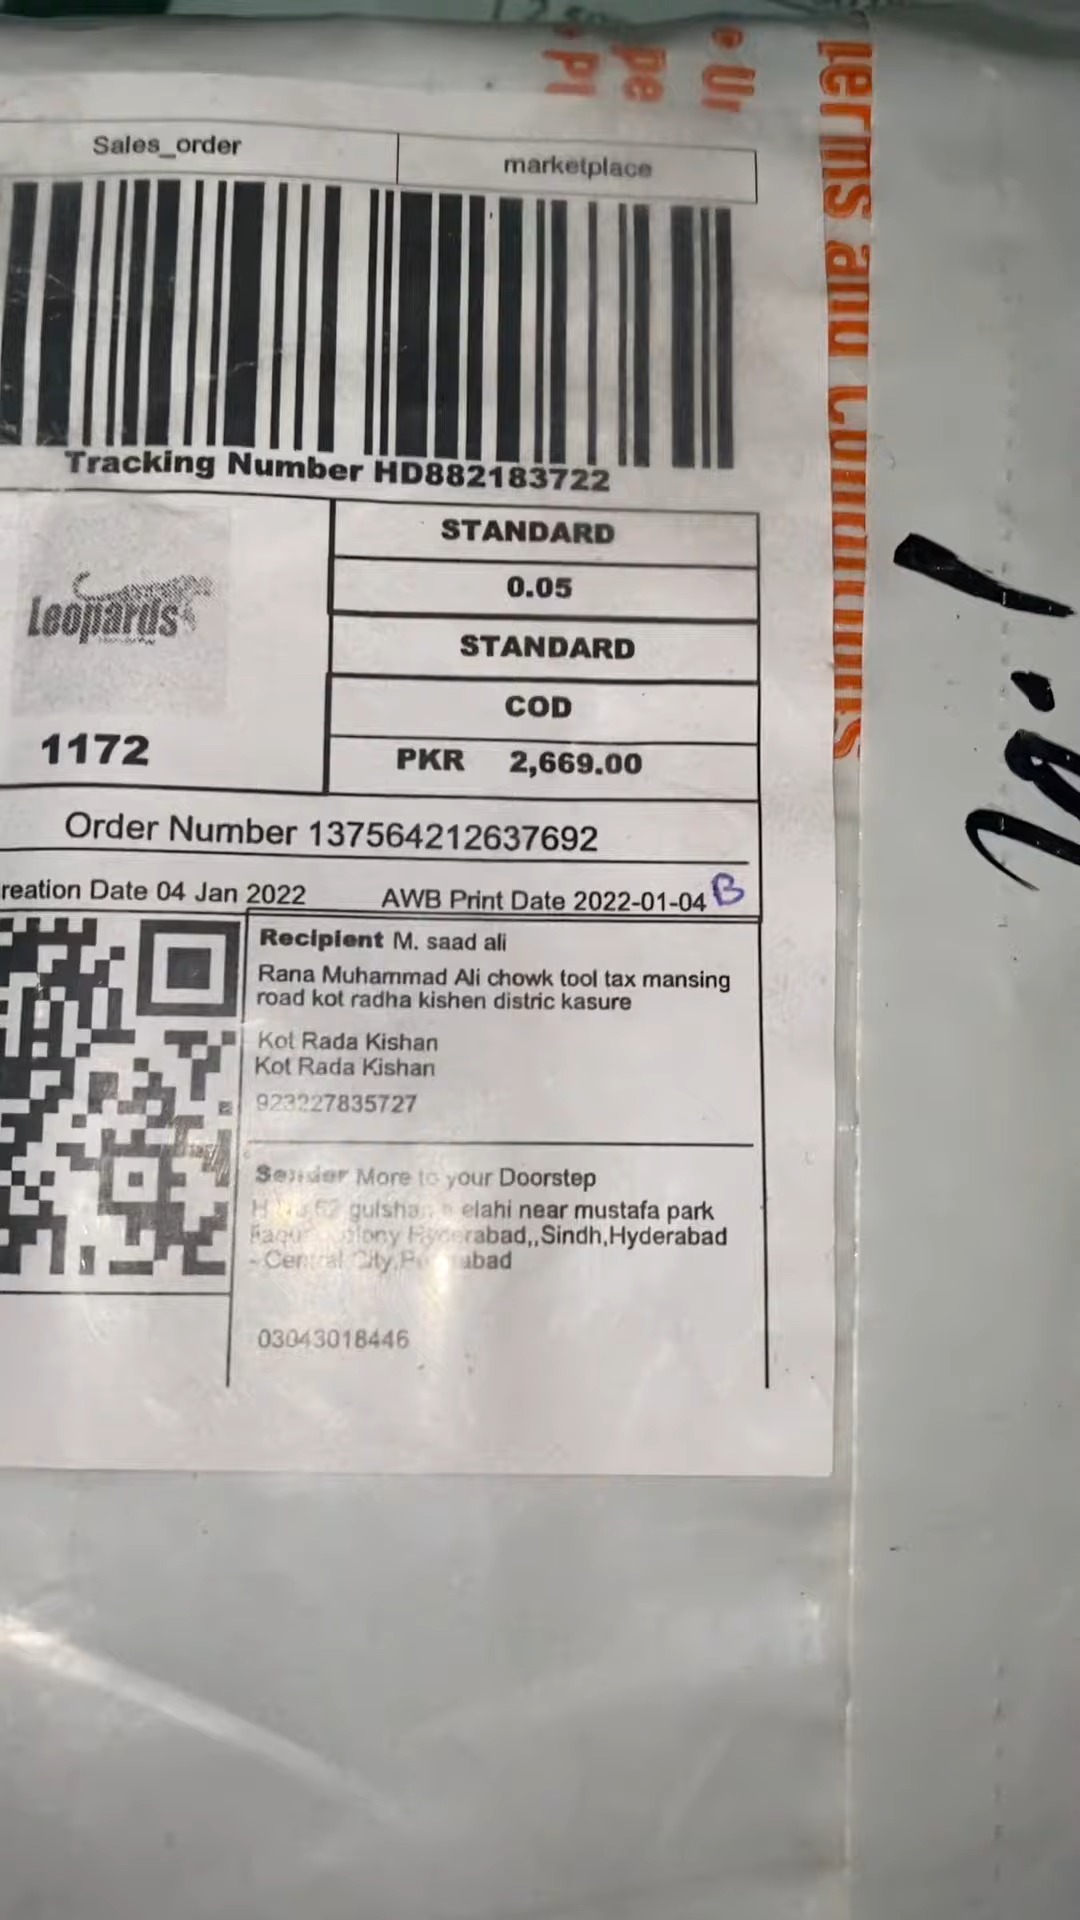 Sales_order
marketplace
Tracking Number HD882183722
Leopards
STANDARD
0.05
STANDARD
COD
1172
PKR 2,669.00
Order Number 137564212637692
reation Date 04 Jan 2022
AWB Print Date 2022-01-04 B
Recipient M. saad ali
Rana Muhammad Ali chowk tool tax mansing
road kot radha kishen distric kasure
Kot Rada Kishan
Kot Rada Kishan
923227835727
Sender More to your Doorstep
gulshan elahi near mustafa park
Hyderabad,,Sindh,Hyderabad
- Central City,
03043018446
Terms and Conditions